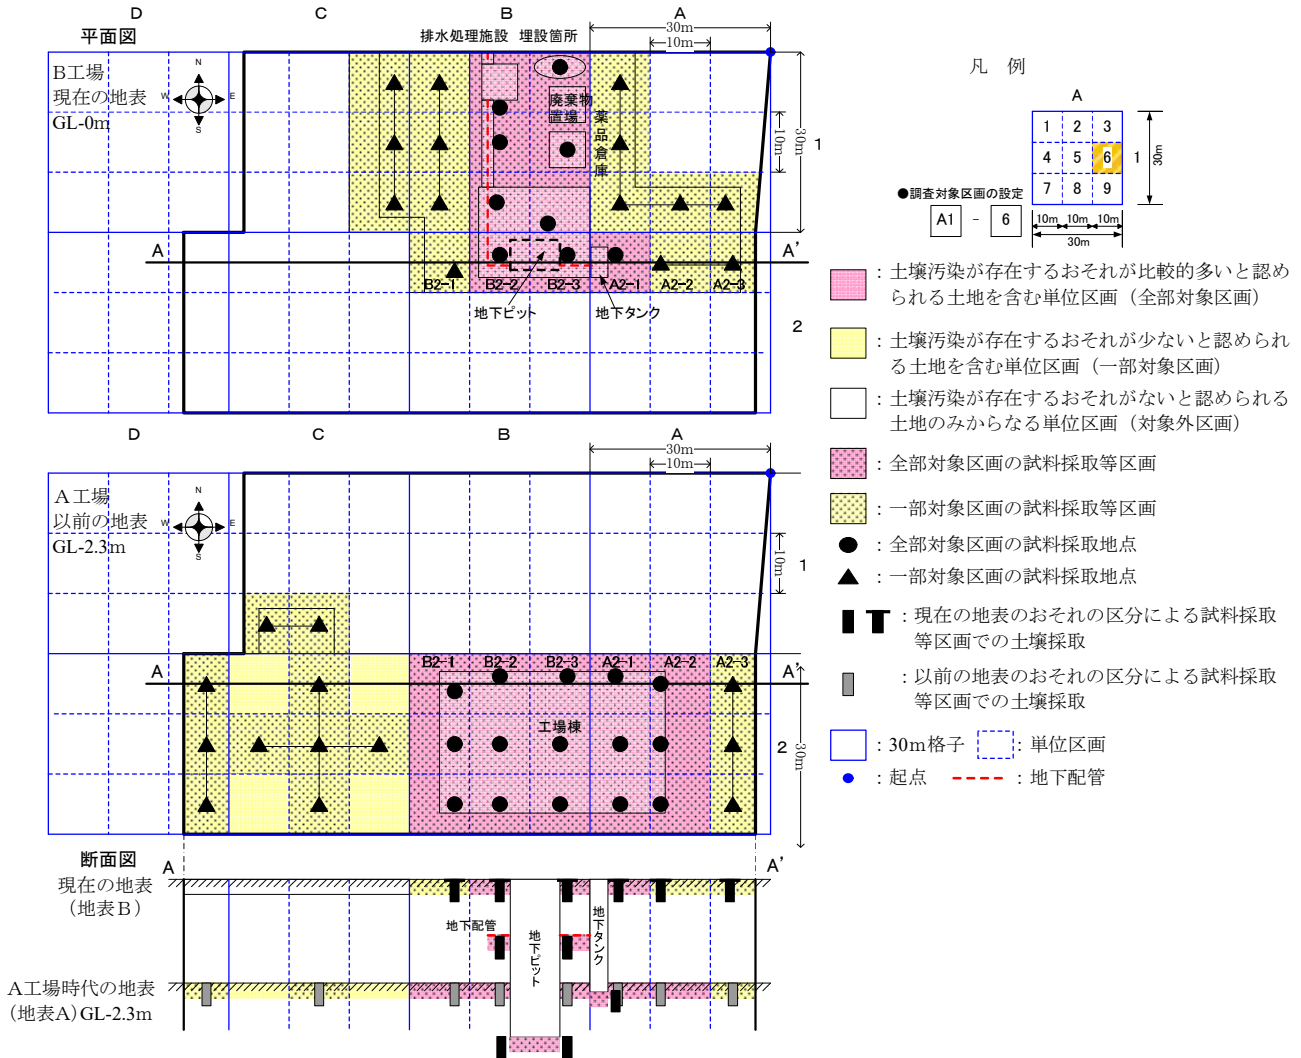 D
C
B
A
平面図
排水処理施設 埋設箇所
30m
10m
B工場
現在の地表
GL-0m
N
W
E
S
廃棄物
置場
薬品倉庫
10m
30m
1
A
A'
B2-1
B2-2
B2-3
A2-1
A2-2
A2-3
地下ピット
地下タンク
2
D
C
B
A
30m
10m
A工場
以前の地表
GL-2.3m
N
W
E
S
10m
1
A
A'
B2-1
B2-2
B2-3
A2-1
A2-2
A2-3
工場棟
2
30m
断面図
A
A'
現在の地表
(地表B)
地下配管
地下ピット
地下タンク
A工場時代の地表
(地表A)GL-2.3m
凡 例
A
1 2 3
4 5 6
7 8 9
1
30m
●調査対象区画の設定
A1 - 6
10m 10m 10m
30m
:土壌汚染が存在するおそれが比較的多いと認め
られる土地を含む単位区画(全部対象区画)
:土壌汚染が存在するおそれが少ないと認められ
る土地を含む単位区画(一部対象区画)
:土壌汚染が存在するおそれがないと認められる
土地のみからなる単位区画(対象外区画)
:全部対象区画の試料採取等区画
:一部対象区画の試料採取等区画
:全部対象区画の試料採取地点
:一部対象区画の試料採取地点
:現在の地表のおそれの区分による試料採取
等区画での土壌採取
:以前の地表のおそれの区分による試料採取
等区画での土壌採取
:30m格子
:単位区画
:起点
:地下配管